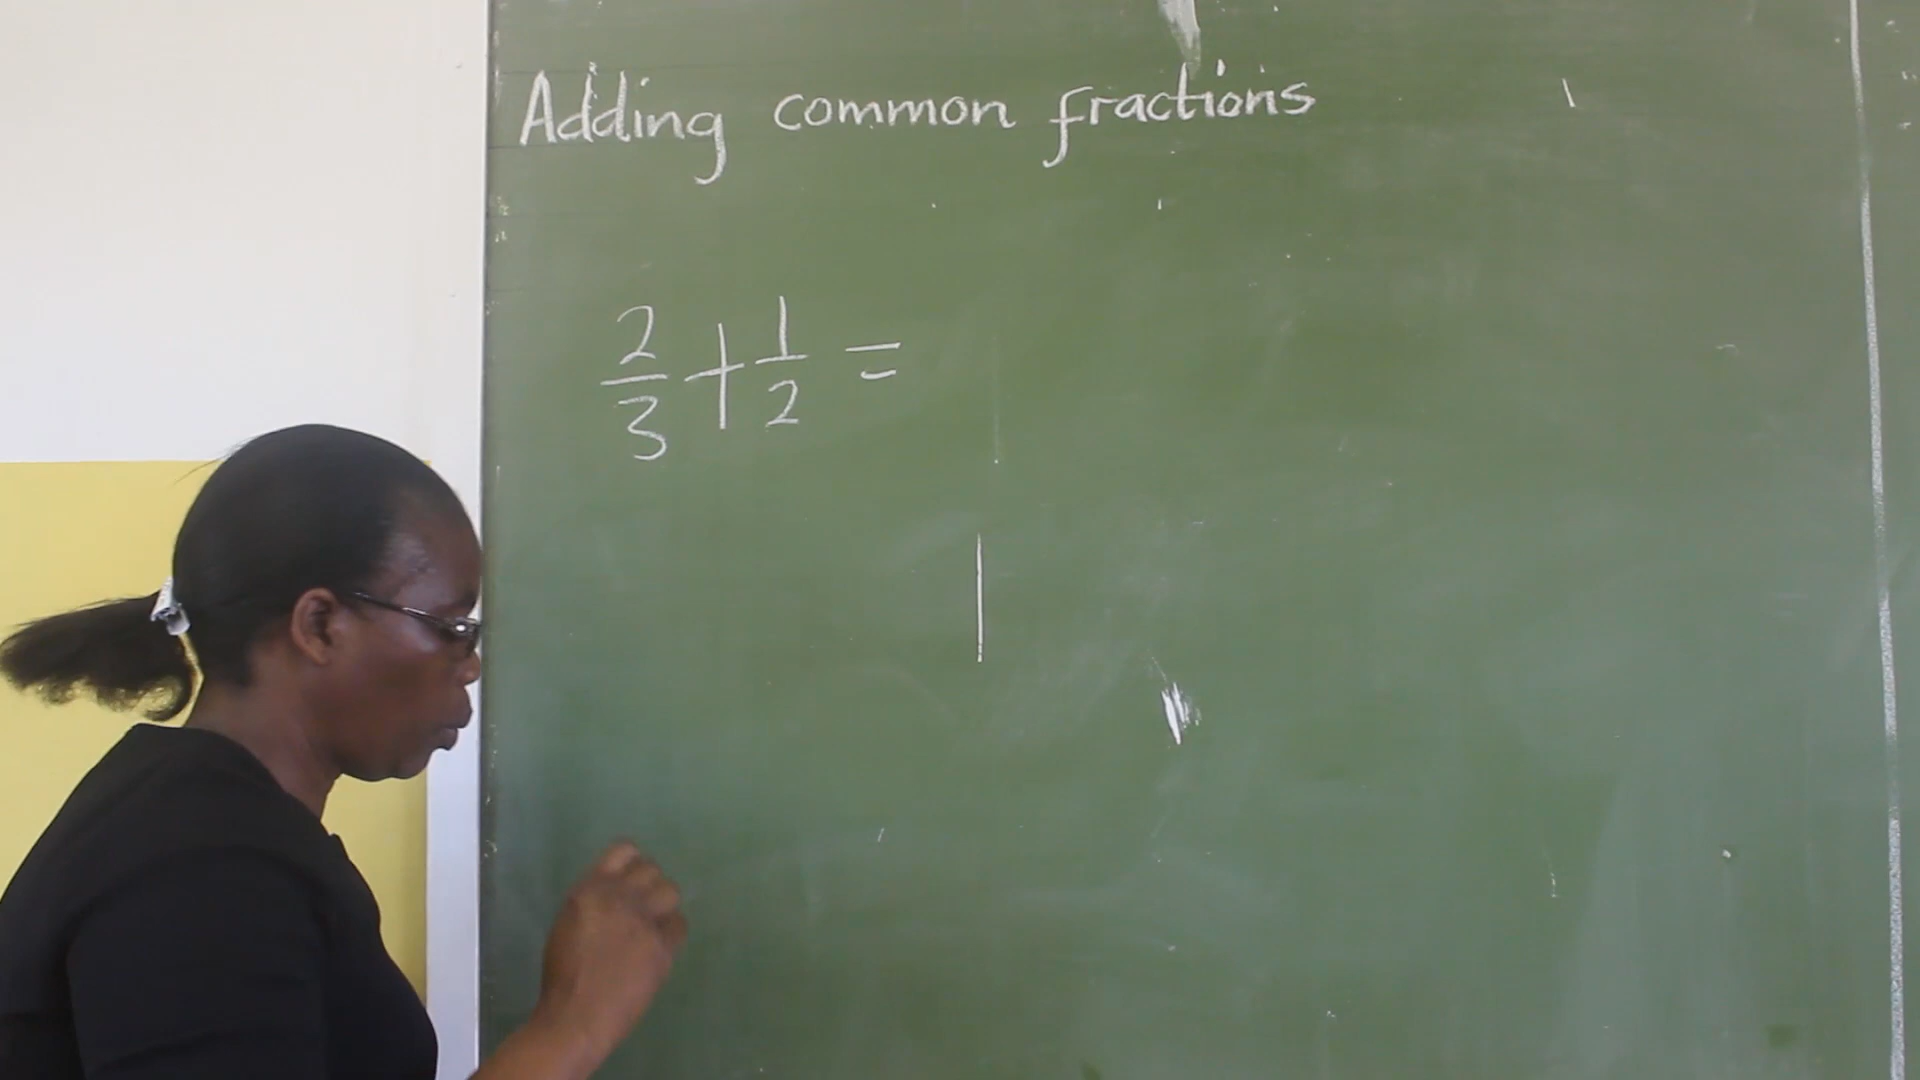 Adding common fractions
2/3 + 1/2 =